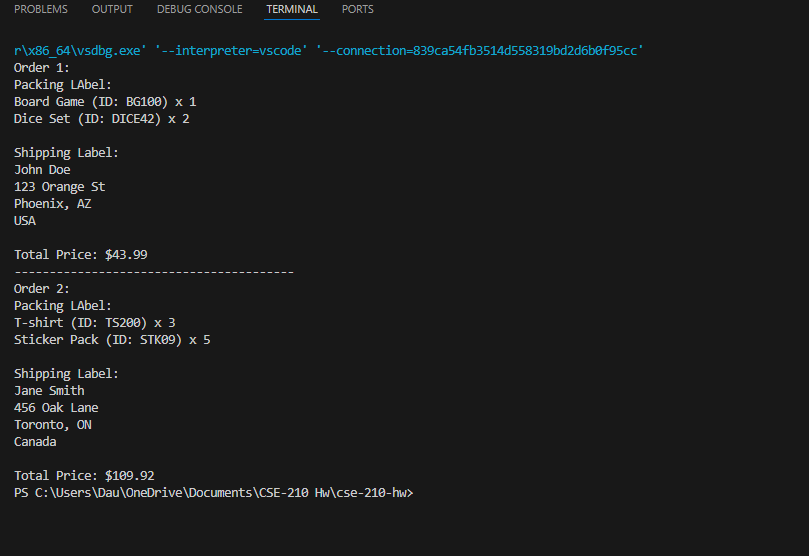 PROBLEMS OUTPUT DEBUG CONSOLE TERMINAL PORTS
r\x86_64\vsdbg.exe' '--interpreter=vscode' '--connection=839ca54fb3514d558319bd2d6b0f95cc'
Order 1:
Packing LAbel:
Board Game (ID: BG100) x 1
Dice Set (ID: DICE42) x 2

Shipping Label:
John Doe
123 Orange St
Phoenix, AZ
USA

Total Price: $43.99
----------------------------------------
Order 2:
Packing LAbel:
T-shirt (ID: TS200) x 3
Sticker Pack (ID: STK09) x 5

Shipping Label:
Jane Smith
456 Oak Lane
Toronto, ON
Canada

Total Price: $109.92
PS C:\Users\Dau\OneDrive\Documents\CSE-210 Hw\cse-210-hw>